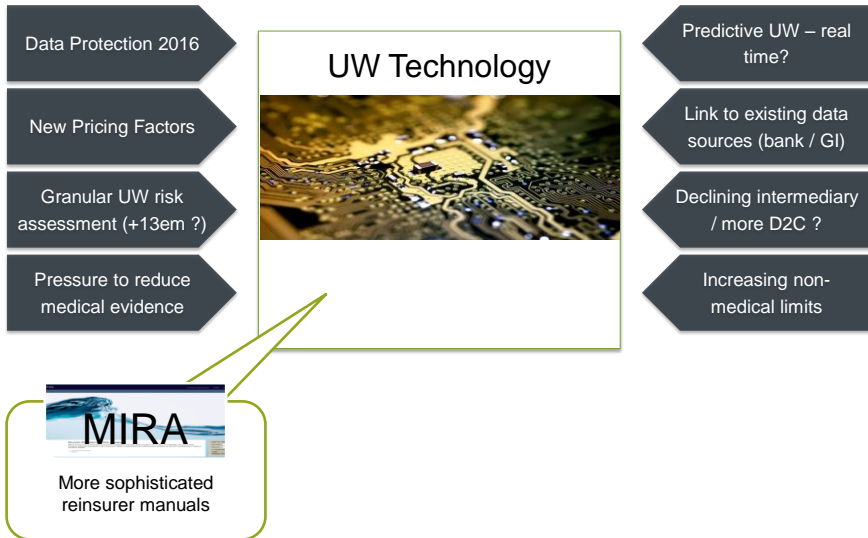 Data Protection 2016
New Pricing Factors
Granular UW risk
assessment (+13em ?)
Pressure to reduce
medical evidence
UW Technology
Predictive UW – real
time?
Link to existing data
sources (bank / GI)
Declining intermediary
/ more D2C ?
Increasing non-
medical limits
MIRA
More sophisticated
reinsurer manuals